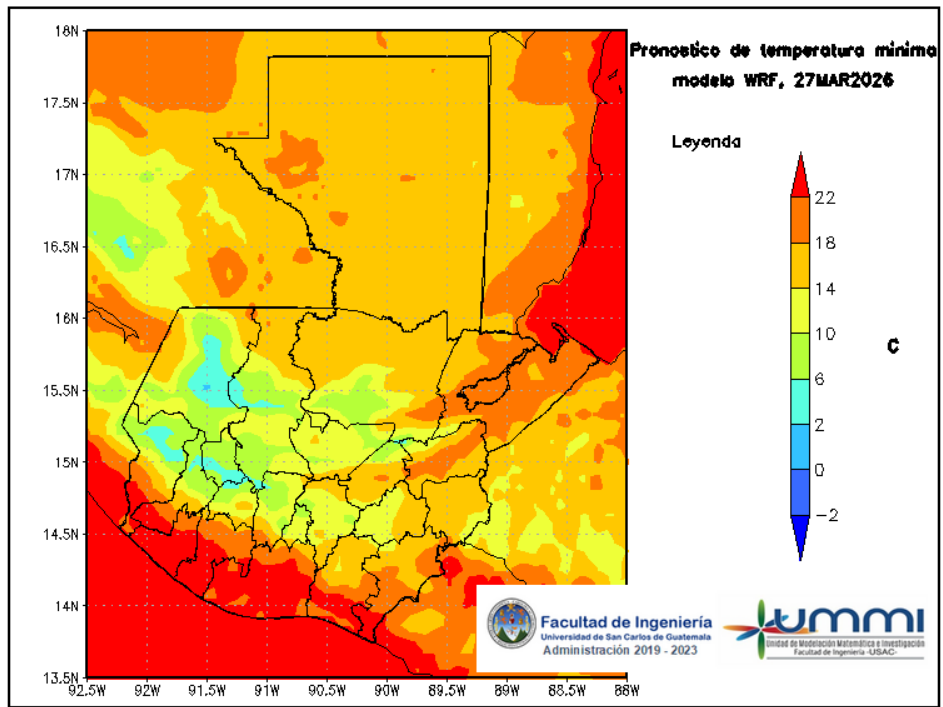 Pronostico de temperatura minima
modelo WRF, 27MAR2026
Leyenda
22
18
14
10
6
2
0
−2
C
18N
17.5N
17N
16.5N
16N
15.5N
15N
14.5N
14N
13.5N
92.5W
92W
91.5W
91W
90.5W
90W
89.5W
89W
88.5W
88W
Facultad de Ingeniería
Universidad de San Carlos de Guatemala
Administración 2019 - 2023
ummi
Unidad de Modelación Matemática e Investigación
Facultad de Ingeniería -USAC-